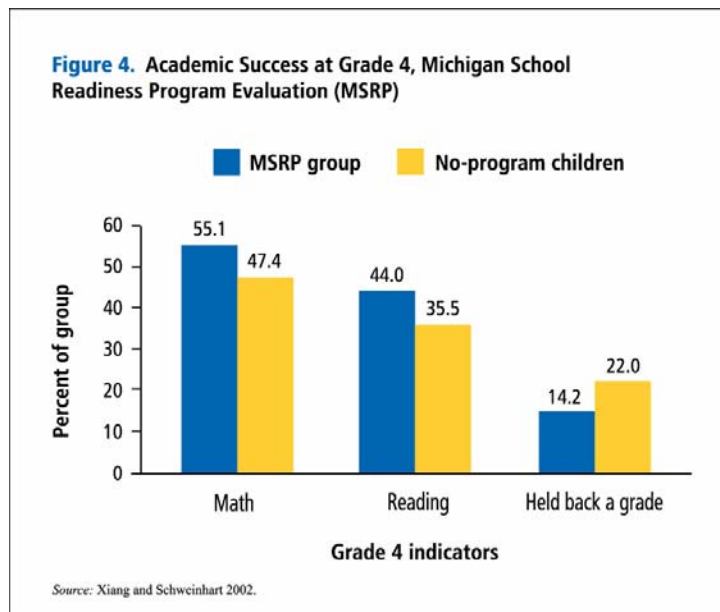 Figure 4. Academic Success at Grade 4, Michigan School
Readiness Program Evaluation (MSRP)
MSRP group No-program children
60
50
40
30
20
10
0
Percent of group
55.1
47.4
44.0
35.5
14.2
22.0
Math Reading Held back a grade
Grade 4 indicators
Source: Xiang and Schweinhart 2002.